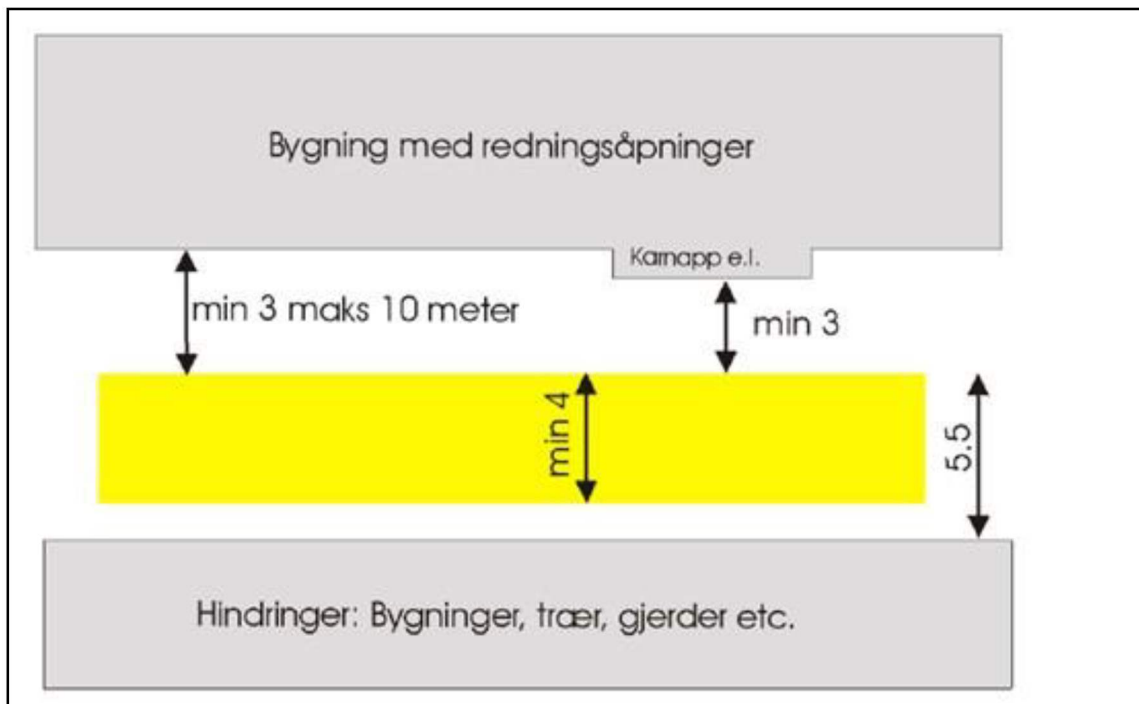 Bygning med redningsåpninger
Karnapp e.l.
min 3 maks 10 meter
min 3
min 4
5.5
Hindringer: Bygninger, trær, gjerder etc.